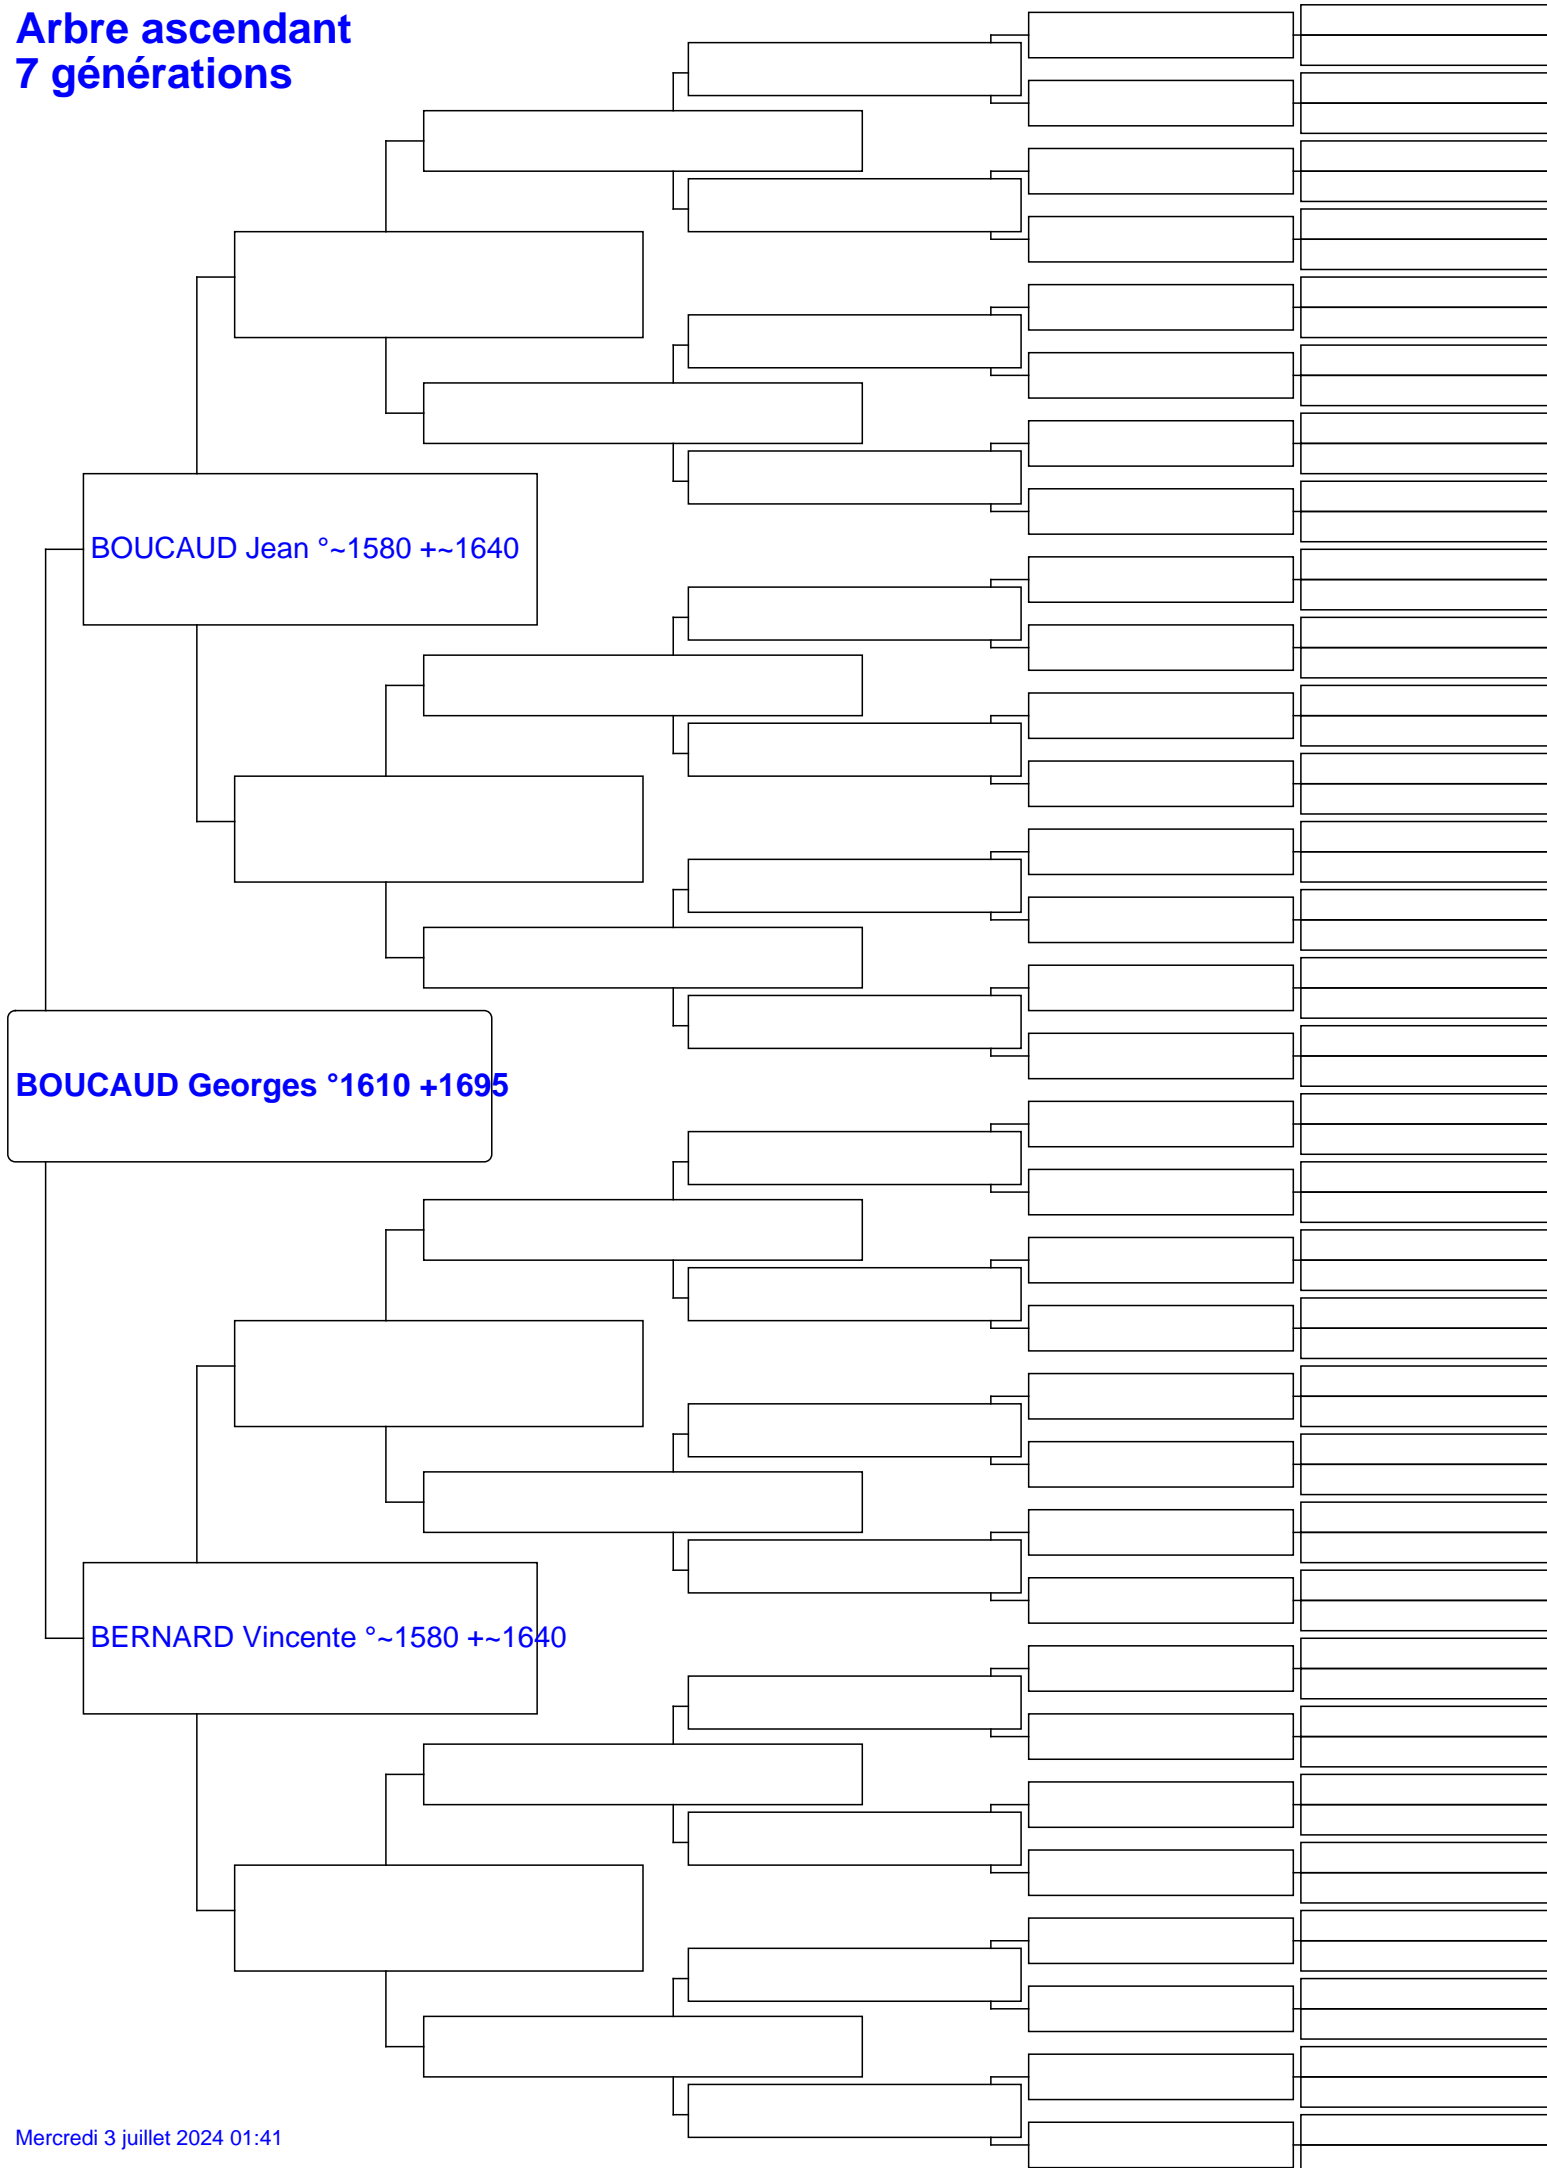 Arbre ascendant
7 générations
BOUCAUD Jean °~1580 +~1640
BOUCAUD Georges °1610 +1695
BERNARD Vincente °~1580 +~1640
Mercredi 3 juillet 2024 01:41